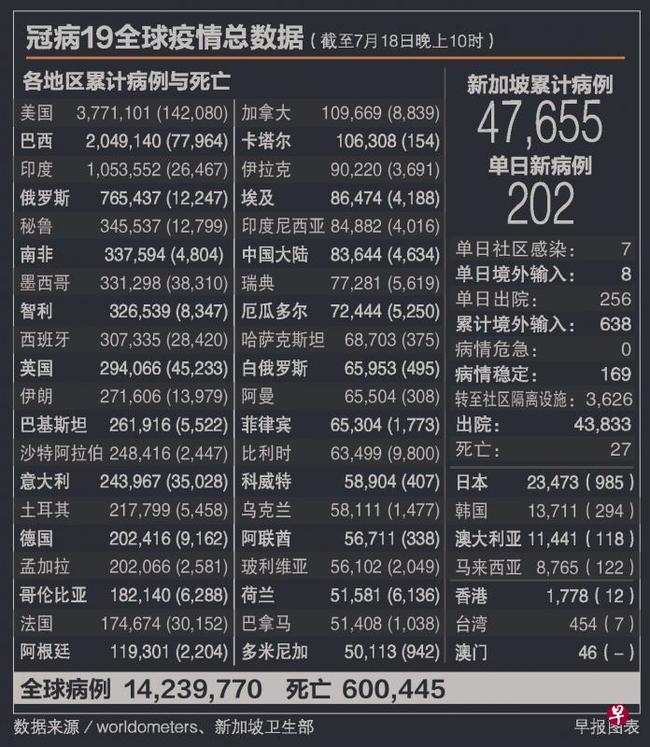 冠病19全球疫情总数据（截至7月18日晚上10时）
各地区累计病例与死亡
美国 3,771,101 (142,080)
巴西 2,049,140 (77,964)
印度 1,053,552 (26,467)
俄罗斯 765,437 (12,247)
秘鲁 345,537 (12,799)
南非 337,594 (4,804)
墨西哥 331,298 (38,310)
智利 326,539 (8,347)
西班牙 307,335 (28,420)
英国 294,066 (45,233)
伊朗 271,606 (13,979)
巴基斯坦 261,916 (5,522)
沙特阿拉伯 248,416 (2,447)
意大利 243,967 (35,028)
土耳其 217,799 (5,458)
德国 202,416 (9,162)
孟加拉 202,066 (2,581)
哥伦比亚 182,140 (6,288)
法国 174,674 (30,152)
阿根廷 119,301 (2,204)
加拿大 109,669 (8,839)
卡塔尔 106,308 (154)
伊拉克 90,220 (3,691)
埃及 86,474 (4,188)
印度尼西亚 84,882 (4,016)
中国大陆 83,644 (4,634)
瑞典 77,281 (5,619)
厄瓜多尔 72,444 (5,250)
哈萨克斯坦 68,703 (375)
白俄罗斯 65,953 (495)
阿曼 65,504 (308)
菲律宾 65,304 (1,773)
比利时 63,499 (9,800)
科威特 58,904 (407)
乌克兰 58,111 (1,477)
阿联酋 56,711 (338)
玻利维亚 56,102 (2,049)
荷兰 51,581 (6,136)
巴拿马 51,408 (1,038)
多米尼加 50,113 (942)
新加坡累计病例
47,655
单日新病例
202
单日社区感染： 7
单日境外输入： 8
单日出院： 256
累计境外输入： 638
病情危急： 0
病情稳定： 169
转至社区隔离设施：3,626
出院： 43,833
死亡： 27
日本 23,473 (985)
韩国 13,711 (294)
澳大利亚 11,441 (118)
马来西亚 8,765 (122)
香港 1,778 (12)
台湾 454 (7)
澳门 46 (–)
全球病例 14,239,770 死亡 600,445
数据来源 / worldometers、新加坡卫生部
早报图表
早